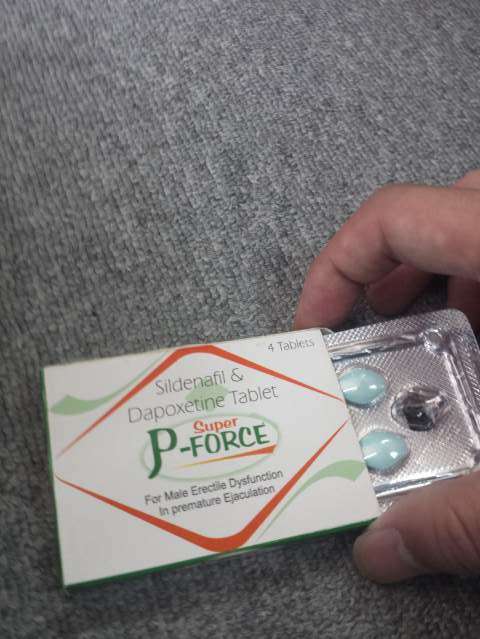 4 Tablets
Sildenafil &
Dapoxetine Tablet
Super
P-FORCE
For Male Erectile Dysfunction
In premature Ejaculation